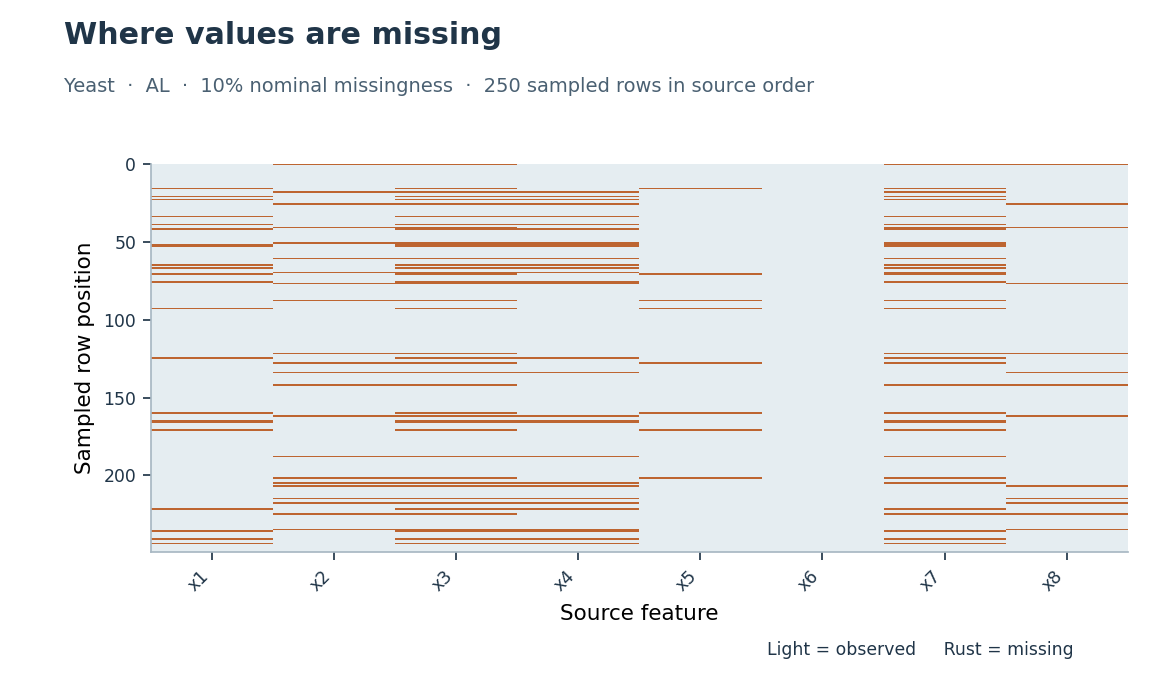 Where values are missing
Yeast · AL · 10% nominal missingness · 250 sampled rows in source order
0
50
100
150
200
Sampled row position
x1 x2 x3 x4 x5 x6 x7 x8
Source feature
Light = observed Rust = missing